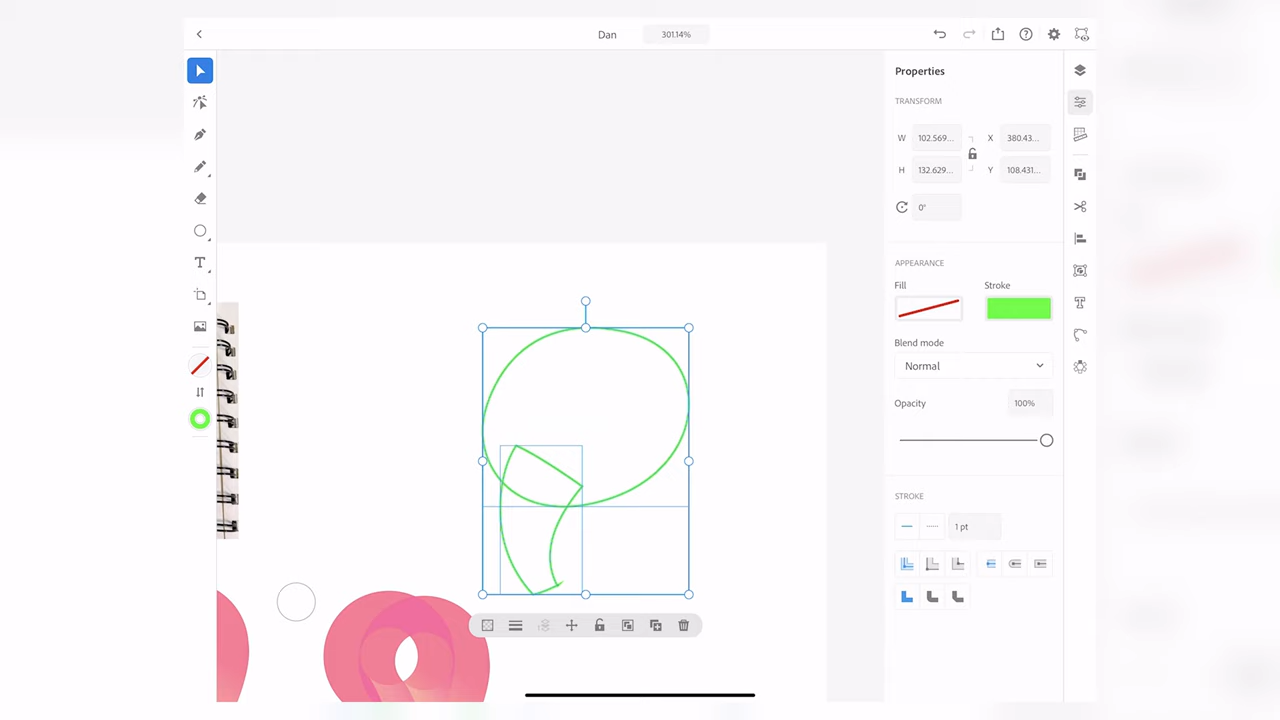 Dan 301.14%
Properties
TRANSFORM
W 102.569... X 380.43...
H 132.629... Y 108.431...
0°
APPEARANCE
Fill Stroke
Blend mode
Normal
Opacity 100%
STROKE
1 pt